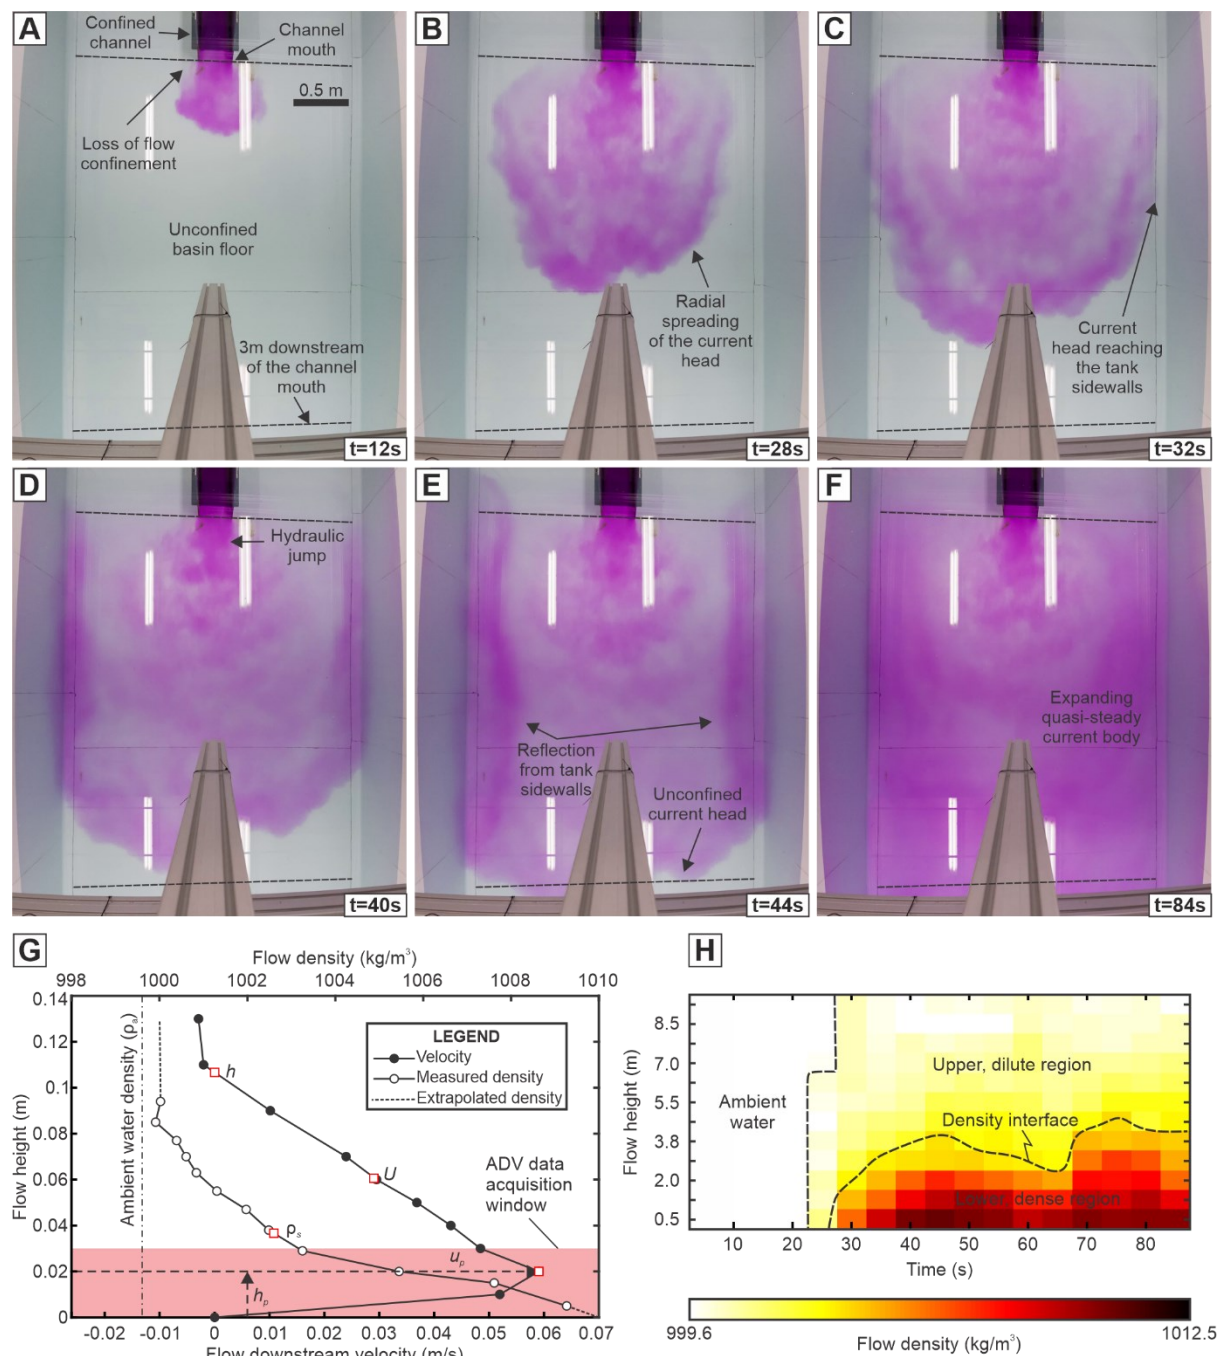 A
Confined
channel
Channel
mouth
0.5 m
Loss of flow
confinement
Unconfined
basin floor
3m downstream
of the channel
mouth
t=12s
B
Radial
spreading
of the current
head
t=28s
C
Current
head reaching
the tank
sidewalls
t=32s
D
Hydraulic
jump
t=40s
E
Reflection
from tank
sidewalls
Unconfined
current head
t=44s
F
Expanding
quasi-steady
current body
t=84s
G
Flow density (kg/m³)
998 1000 1002 1004 1006 1008 1010
Flow height (m)
0.14
0.12
0.1
0.08
0.06
0.04
0.02
0
Ambient water density (ρa)
LEGEND
Velocity
Measured density
Extrapolated density
h
U
ρs
up
hp
ADV data
acquisition
window
-0.02 -0.01 0 0.01 0.02 0.03 0.04 0.05 0.06 0.07
Flow downstream velocity (m/s)
H
Flow height (m)
8.5
7.0
5.5
3.8
2.0
0.5
Ambient
water
Upper, dilute region
Density interface
Lower, dense region
10 20 30 40 50 60 70 80
Time (s)
999.6 1012.5
Flow density (kg/m³)